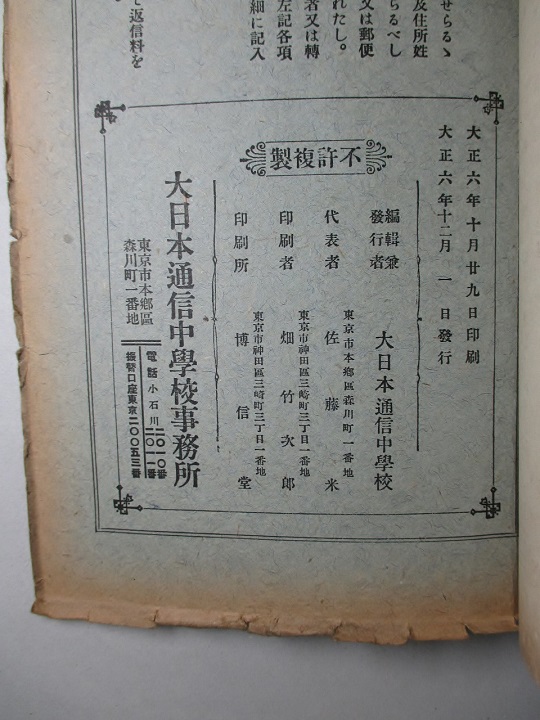 せらるゝ
及住所姓
ちるべし
又は郵便
れたし。
者又は轉
左記各項
細に記入
て返信料を
大正六年十月廿九日印刷
大正六年十二月一日發行
不許複製
編輯兼發行者 大日本通信中學校
東京市本鄕區森川町一番地
代表者 佐藤米
東京市神田區三崎町三丁目一番地
印刷者 畑竹次郎
東京市神田區三崎町三丁目一番地
印刷所 博信堂
大日本通信中學校事務所
東京市本鄕區
森川町一番地
電話小石川二〇一〇番
二〇一一番
振替口座東京二〇〇五三番